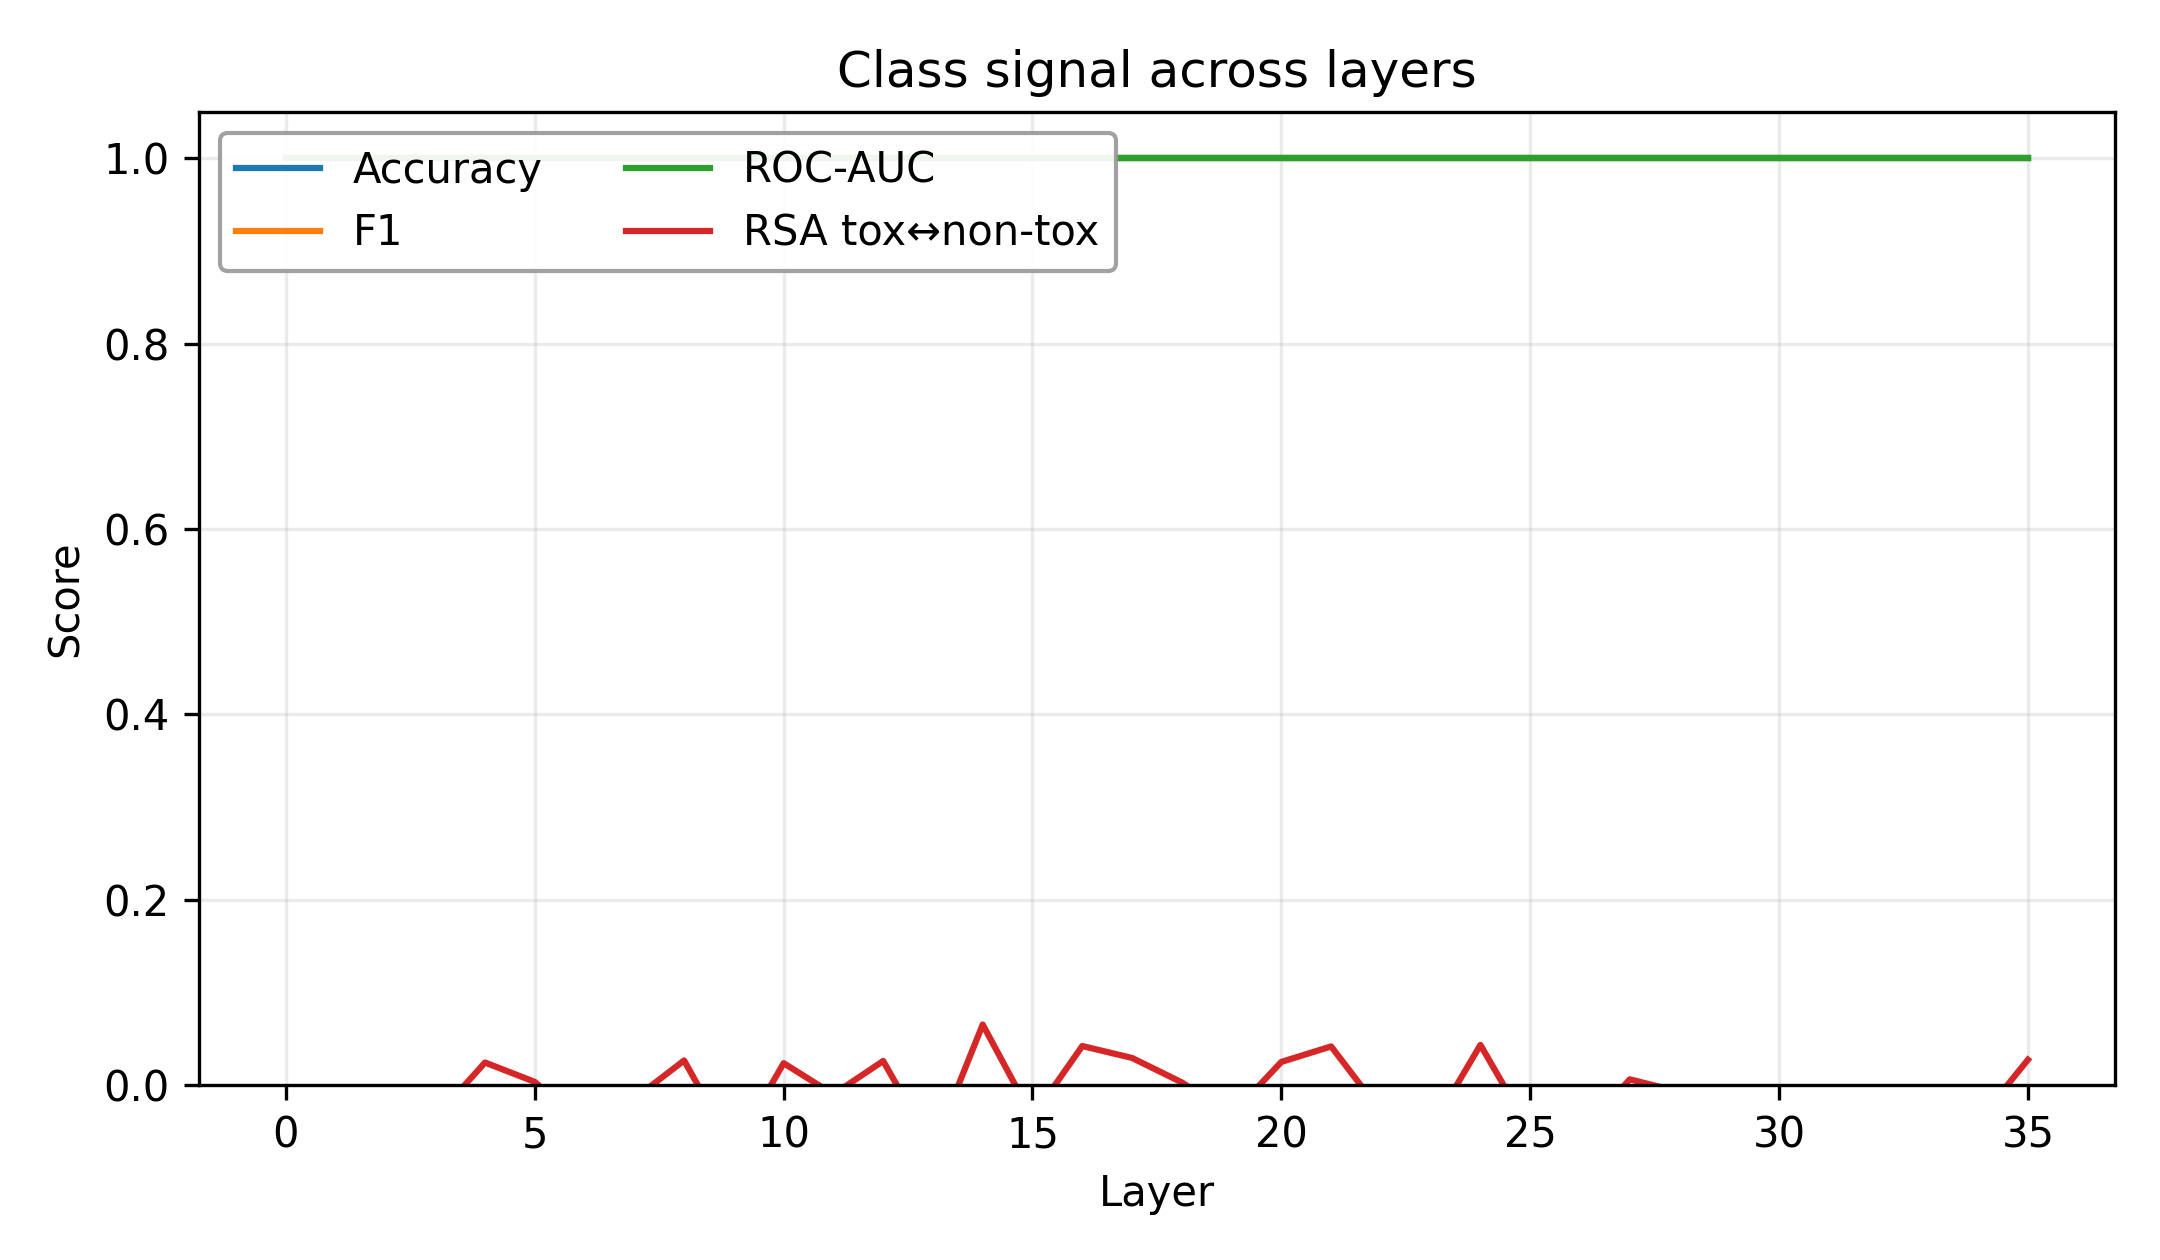 Class signal across layers
Accuracy
F1
ROC-AUC
RSA tox↔non-tox
1.0
0.8
0.6
0.4
0.2
0.0
Score
0 5 10 15 20 25 30 35
Layer